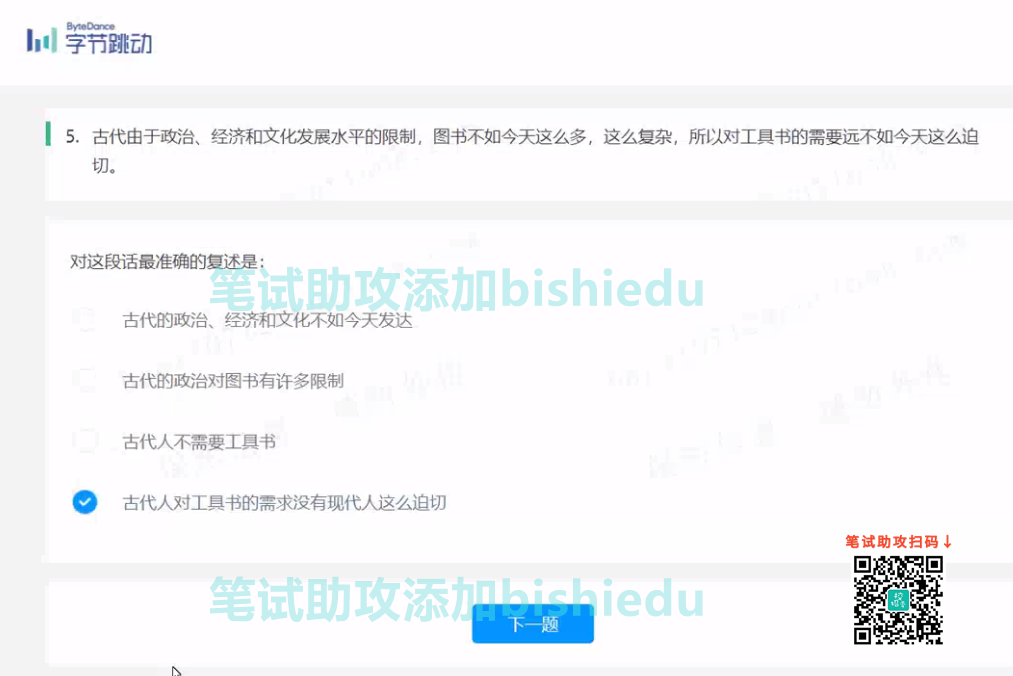 ByteDance
字节跳动
5. 古代由于政治、经济和文化发展水平的限制，图书不如今天这么多，这么复杂，所以对工具书的需要远不如今天这么迫
切。
对这段话最准确的复述是：
笔试助攻添加bishiedu
古代的政治、经济和文化不如今天发达
古代的政治对图书有许多限制
古代人不需要工具书
古代人对工具书的需求没有现代人这么迫切
笔试助攻扫码↓
笔试助攻添加bishiedu
下一题